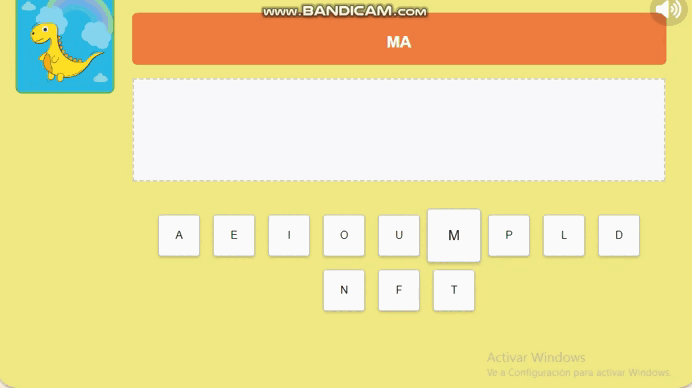 www.BANDICAM.com
MA
A E I O U M P L D
N F T
Activar Windows
Ve a Configuración para activar Windows.